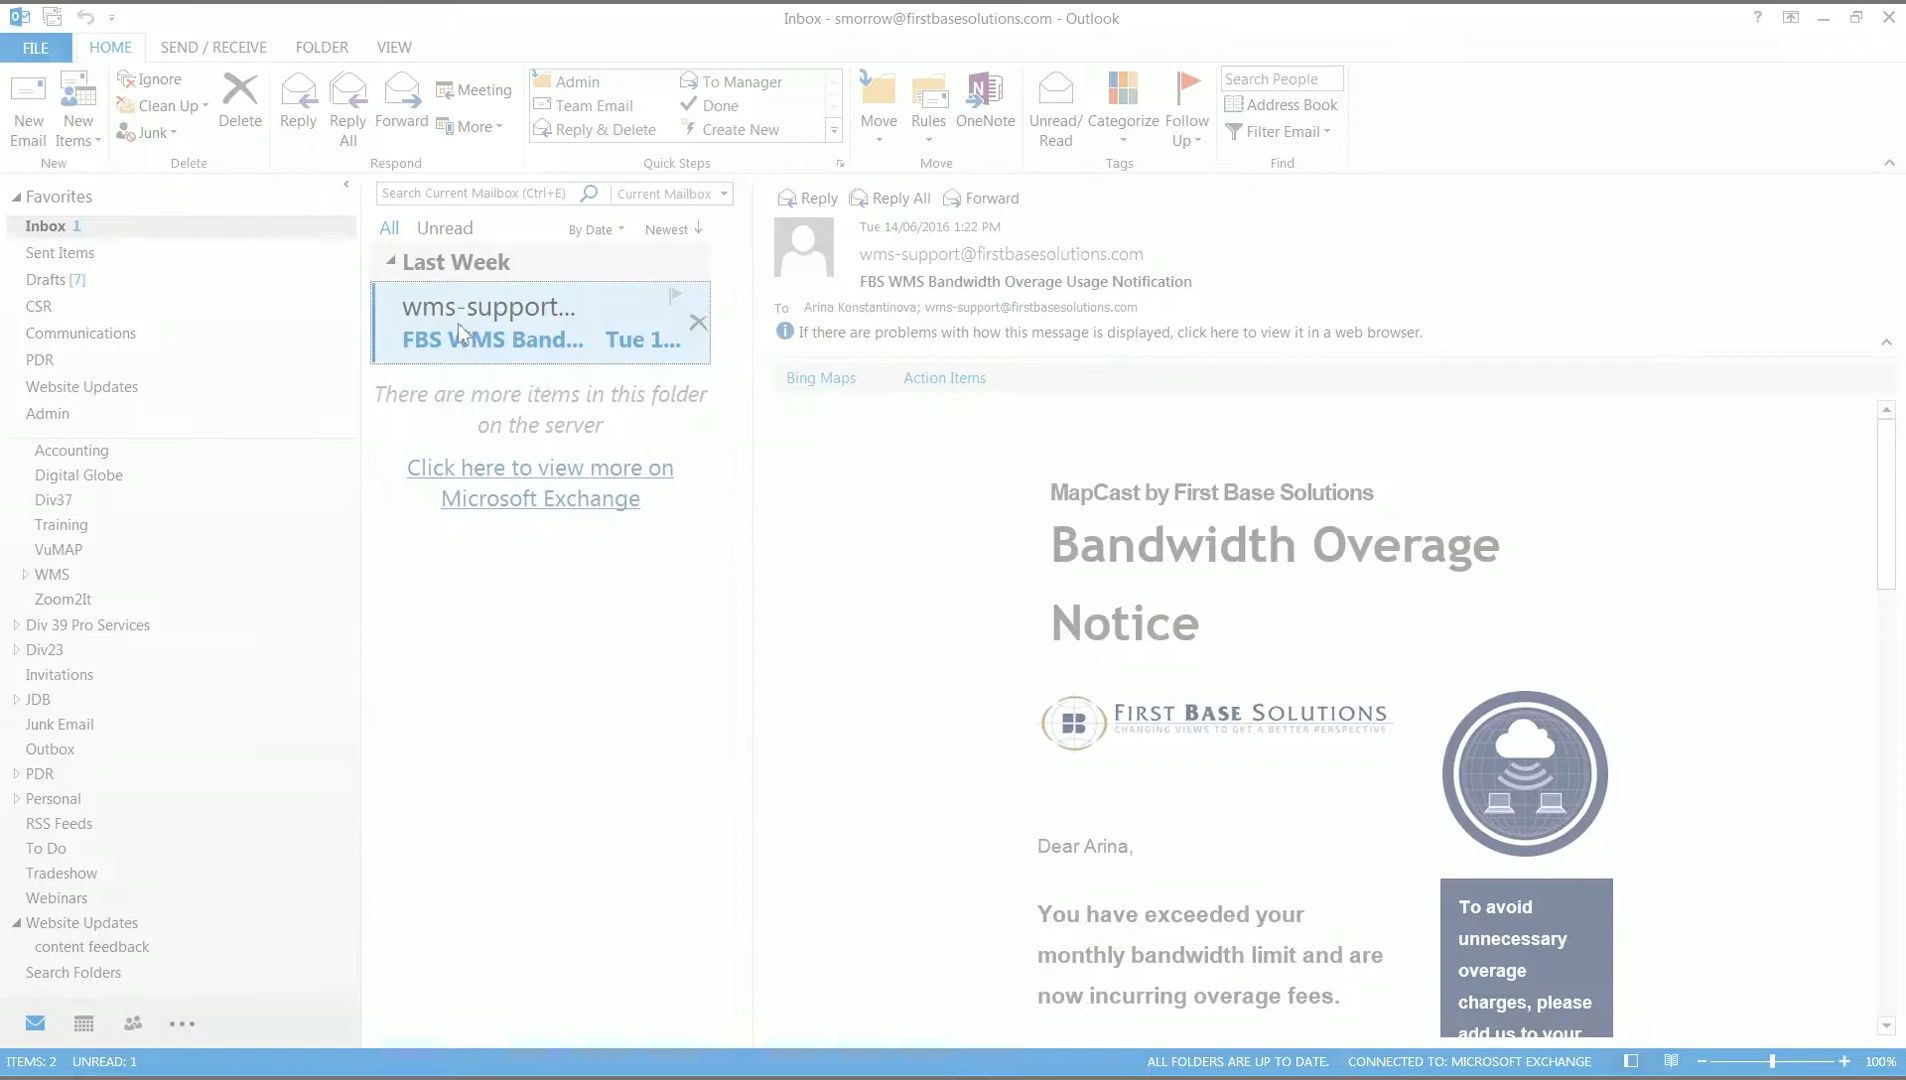 Inbox - smorrow@firstbasesolutions.com - Outlook
FILE HOME SEND / RECEIVE FOLDER VIEW
New Email
New Items
Ignore
Clean Up
Junk
Delete
Reply
Reply All
Forward
Meeting
More
Admin
Team Email
Reply & Delete
To Manager
Done
Create New
Move
Rules
OneNote
Unread/ Read
Categorize
Follow Up
Search People
Address Book
Filter Email
New Delete Respond Quick Steps Move Tags Find
Favorites
Inbox 1
Sent Items
Drafts [7]
CSR
Communications
PDR
Website Updates
Admin
Accounting
Digital Globe
Div37
Training
VuMAP
WMS
Zoom2It
Div 39 Pro Services
Div23
Invitations
JDB
Junk Email
Outbox
PDR
Personal
RSS Feeds
To Do
Tradeshow
Webinars
Website Updates
content feedback
Search Folders
Search Current Mailbox (Ctrl+E) Current Mailbox
All Unread By Date Newest
Last Week
wms-support...
FBS WMS Band... Tue 1...
There are more items in this folder
on the server
Click here to view more on
Microsoft Exchange
Reply Reply All Forward
Tue 14/06/2016 1:22 PM
wms-support@firstbasesolutions.com
FBS WMS Bandwidth Overage Usage Notification
To Arina Konstantinova; wms-support@firstbasesolutions.com
If there are problems with how this message is displayed, click here to view it in a web browser.
Bing Maps Action Items
MapCast by First Base Solutions
Bandwidth Overage
Notice
FIRST BASE SOLUTIONS
CHANGING VIEWS TO GET A BETTER PERSPECTIVE
Dear Arina,
You have exceeded your
monthly bandwidth limit and are
now incurring overage fees.
To avoid
unnecessary
overage
charges, please
add us to your
ITEMS: 2 UNREAD: 1 ALL FOLDERS ARE UP TO DATE. CONNECTED TO: MICROSOFT EXCHANGE 100%